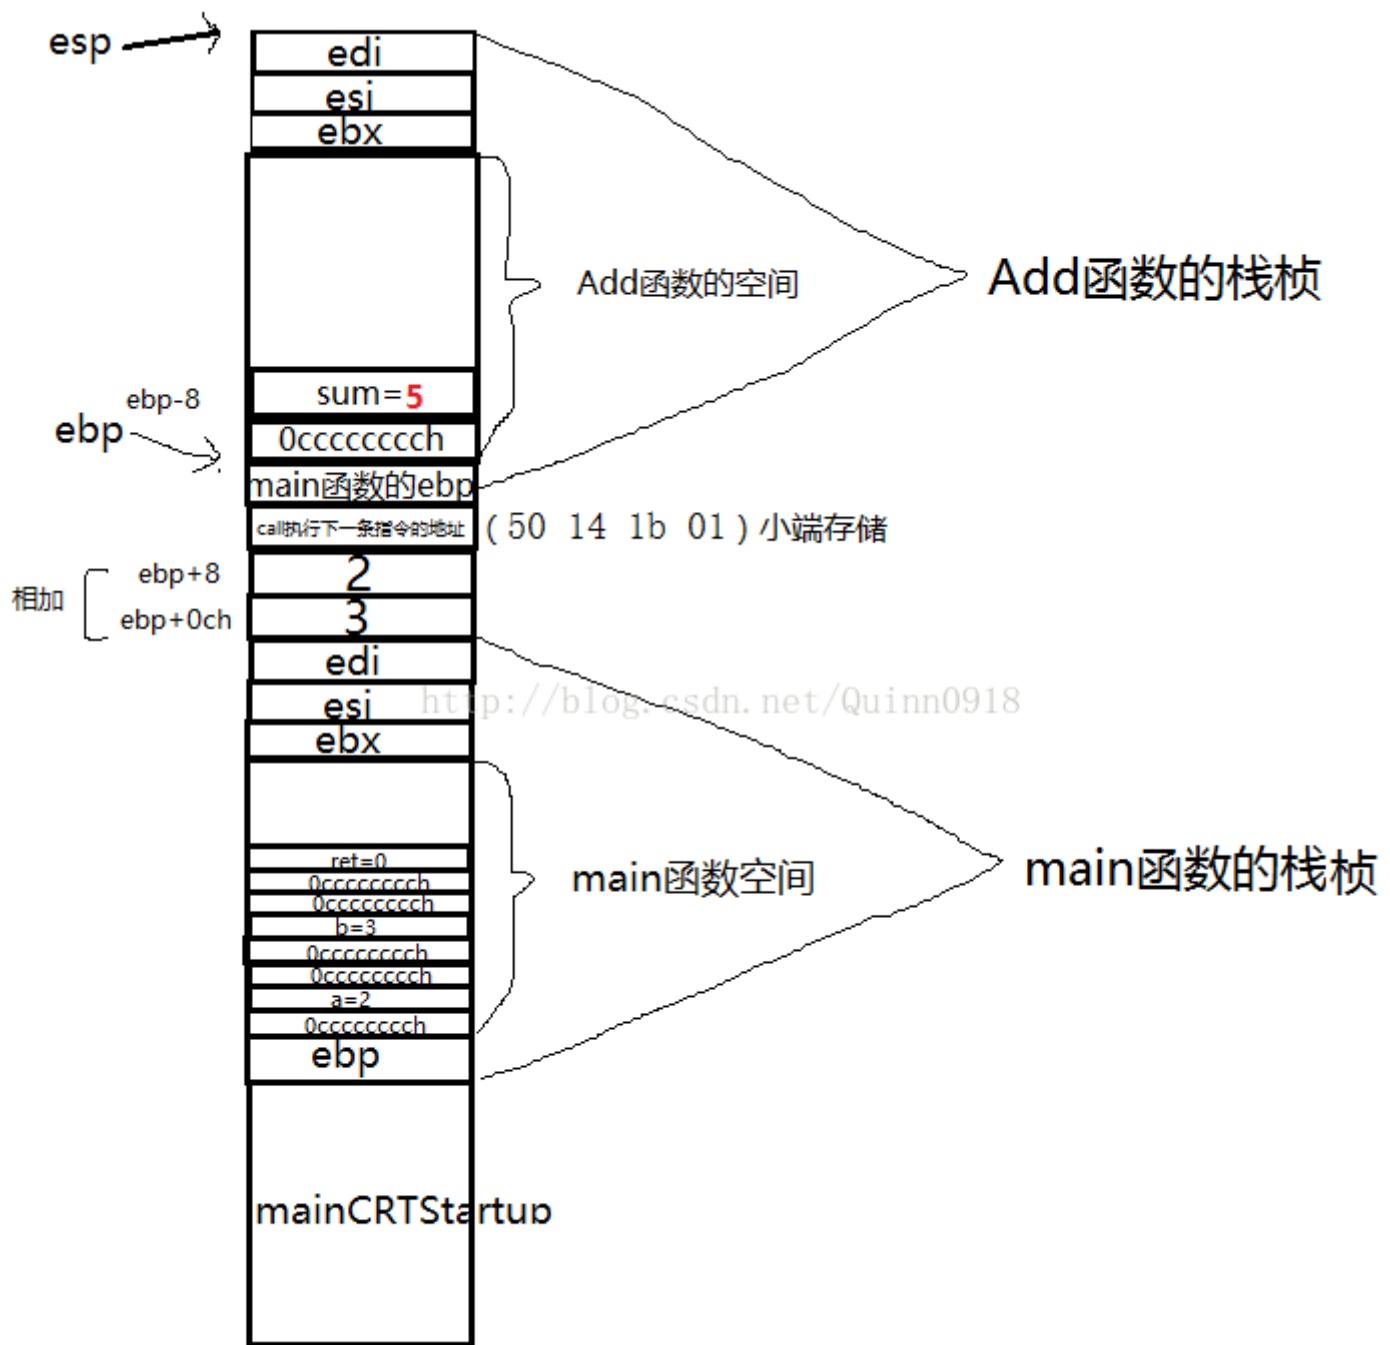 esp
edi
esi
ebx
Add函数的空间
Add函数的栈桢
ebp-8
sum=5
ebp
0cccccccch
main函数的ebp
call执行下一条指令的地址
(50 14 1b 01)小端存储
相加
ebp+8
2
ebp+0ch
3
edi
esi
http://blog.csdn.net/Quinn0918
ebx
ret=0
0cccccccch
0cccccccch
b=3
0cccccccch
0cccccccch
a=2
0cccccccch
main函数空间
main函数的栈桢
ebp
mainCRTStartup